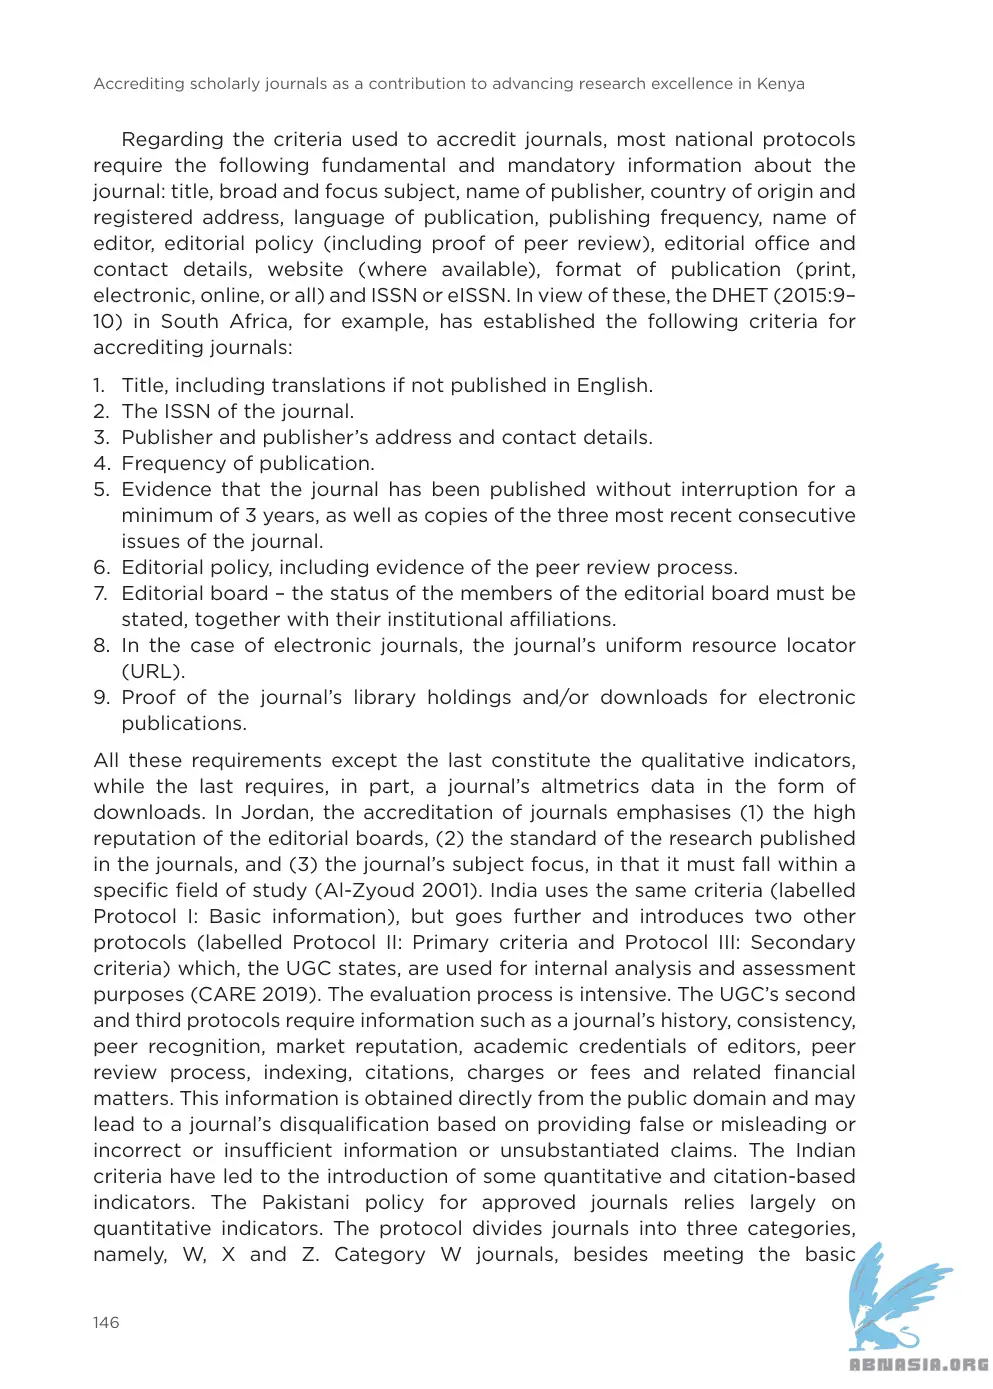 Accrediting scholarly journals as a contribution to advancing research excellence in Kenya
Regarding the criteria used to accredit journals, most national protocols
require the following fundamental and mandatory information about the
journal: title, broad and focus subject, name of publisher, country of origin and
registered address, language of publication, publishing frequency, name of
editor, editorial policy (including proof of peer review), editorial office and
contact details, website (where available), format of publication (print,
electronic, online, or all) and ISSN or eISSN. In view of these, the DHET (2015:9–
10) in South Africa, for example, has established the following criteria for
accrediting journals:
1. Title, including translations if not published in English.
2. The ISSN of the journal.
3. Publisher and publisher’s address and contact details.
4. Frequency of publication.
5. Evidence that the journal has been published without interruption for a
minimum of 3 years, as well as copies of the three most recent consecutive
issues of the journal.
6. Editorial policy, including evidence of the peer review process.
7. Editorial board – the status of the members of the editorial board must be
stated, together with their institutional affiliations.
8. In the case of electronic journals, the journal’s uniform resource locator
(URL).
9. Proof of the journal’s library holdings and/or downloads for electronic
publications.
All these requirements except the last constitute the qualitative indicators,
while the last requires, in part, a journal’s altmetrics data in the form of
downloads. In Jordan, the accreditation of journals emphasises (1) the high
reputation of the editorial boards, (2) the standard of the research published
in the journals, and (3) the journal’s subject focus, in that it must fall within a
specific field of study (Al-Zyoud 2001). India uses the same criteria (labelled
Protocol I: Basic information), but goes further and introduces two other
protocols (labelled Protocol II: Primary criteria and Protocol III: Secondary
criteria) which, the UGC states, are used for internal analysis and assessment
purposes (CARE 2019). The evaluation process is intensive. The UGC’s second
and third protocols require information such as a journal’s history, consistency,
peer recognition, market reputation, academic credentials of editors, peer
review process, indexing, citations, charges or fees and related financial
matters. This information is obtained directly from the public domain and may
lead to a journal’s disqualification based on providing false or misleading or
incorrect or insufficient information or unsubstantiated claims. The Indian
criteria have led to the introduction of some quantitative and citation-based
indicators. The Pakistani policy for approved journals relies largely on
quantitative indicators. The protocol divides journals into three categories,
namely, W, X and Z. Category W journals, besides meeting the basic
146
ABNASIA.ORG